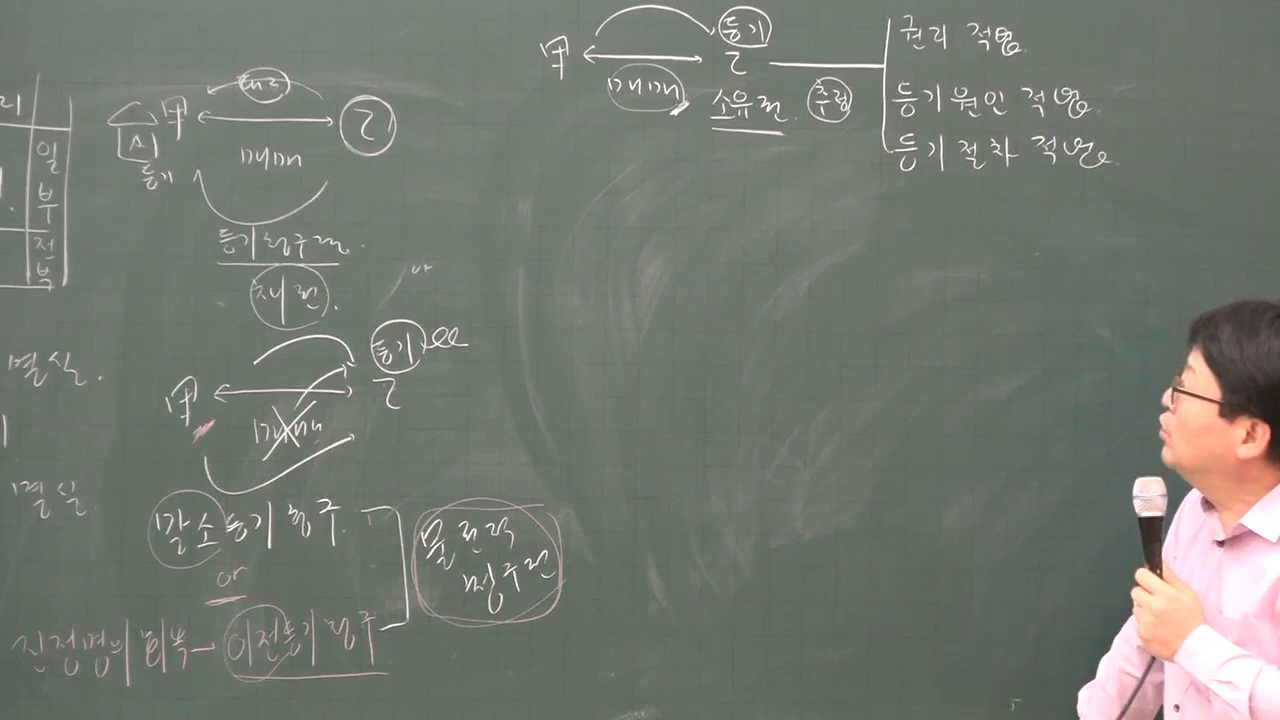 리
일
부
전
부
멸실.
멸실
甲
乙
매매
등기
등기청구권.
채권.
or
등기
甲
乙
매매
말소등기청구.
or
진정명의 회복 → 이전등기청구
물권적
청구권
甲
등기
乙
매매
소유권. 추정
권리 적법.
등기원인 적법.
등기절차 적법.